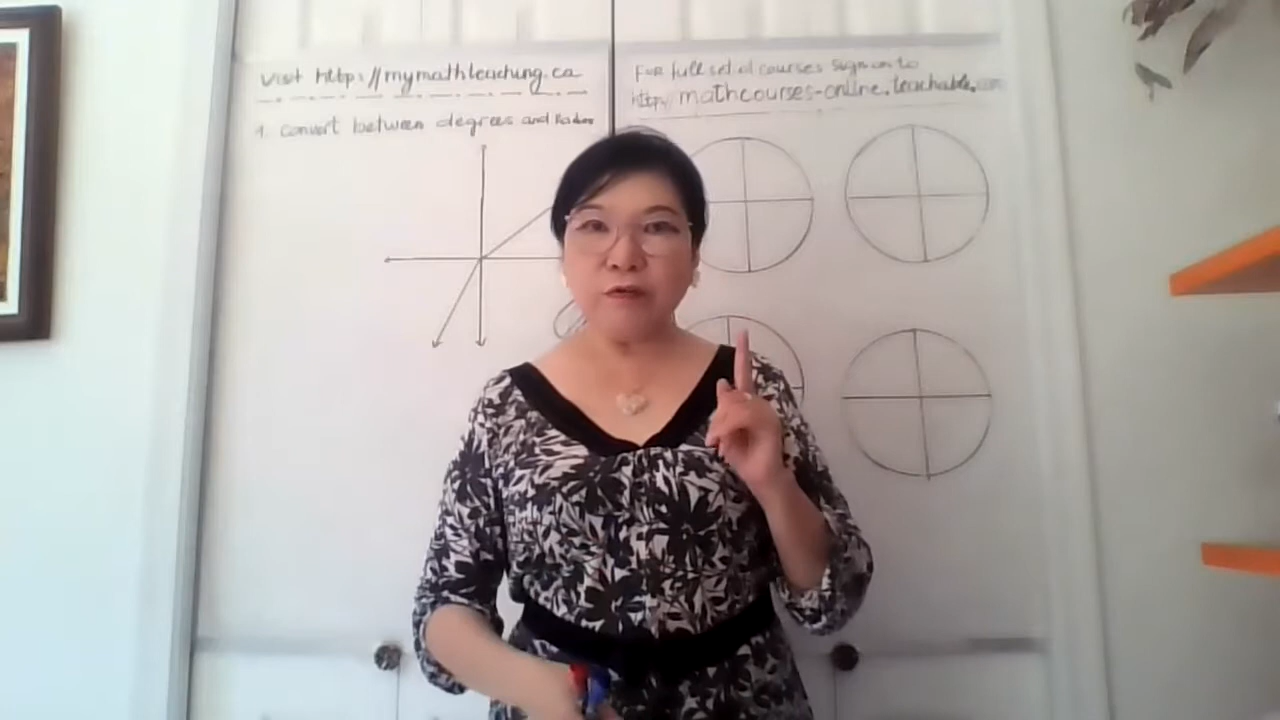 Visit http://mymathteaching.ca
1. Convert between degrees and Radians
For full set of courses sign on to
http://mathcourses-online.teachable.com